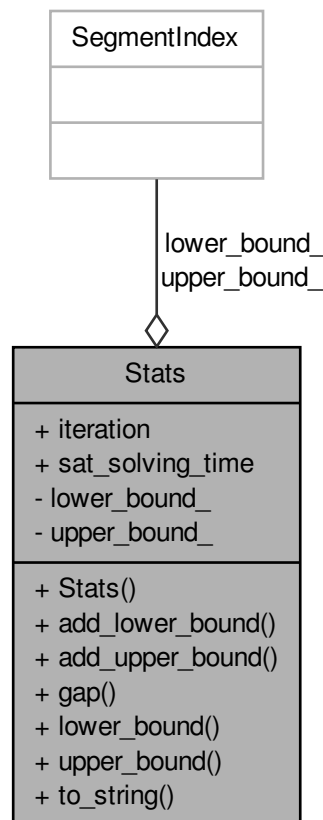 SegmentIndex
lower_bound_
upper_bound_
Stats
+ iteration
+ sat_solving_time
- lower_bound_
- upper_bound_
+ Stats()
+ add_lower_bound()
+ add_upper_bound()
+ gap()
+ lower_bound()
+ upper_bound()
+ to_string()